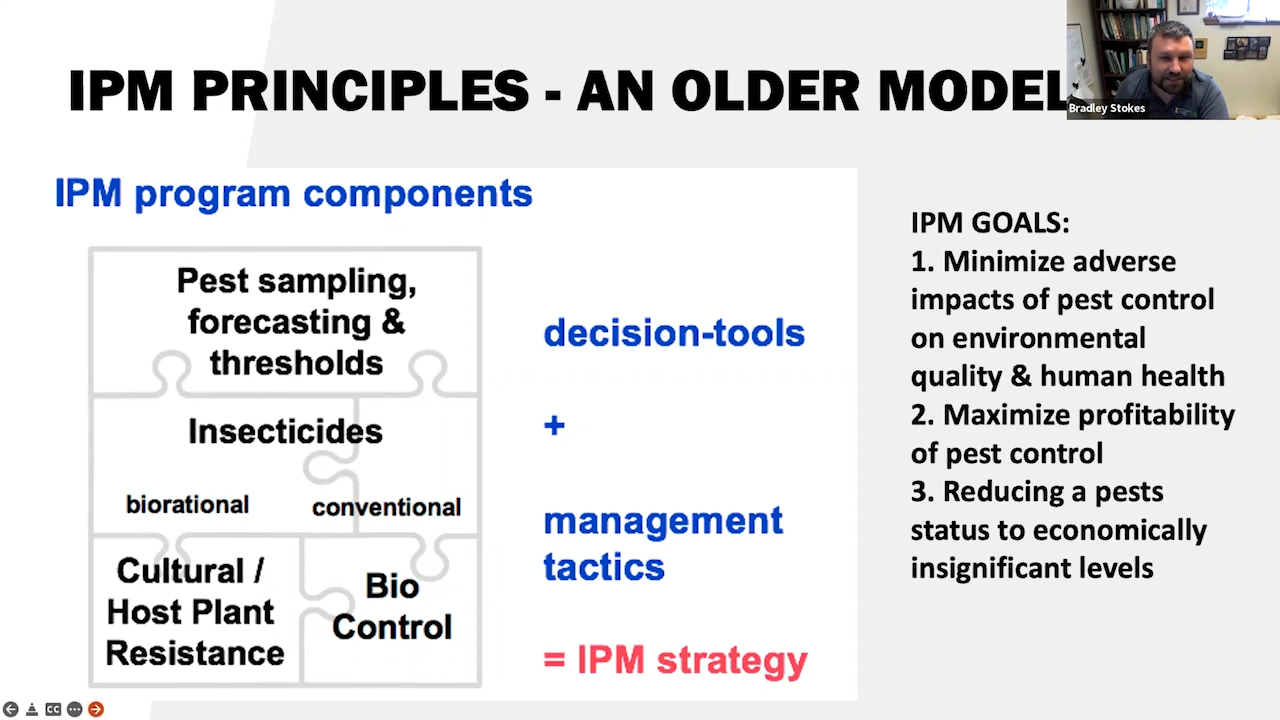 IPM PRINCIPLES - AN OLDER MODEL
Bradley Stokes
IPM program components
Pest sampling,
forecasting &
thresholds
Insecticides
biorational
conventional
Cultural /
Host Plant
Resistance
Bio
Control
decision-tools
+
management
tactics
= IPM strategy
IPM GOALS:
1. Minimize adverse
impacts of pest control
on environmental
quality & human health
2. Maximize profitability
of pest control
3. Reducing a pests
status to economically
insignificant levels
CC